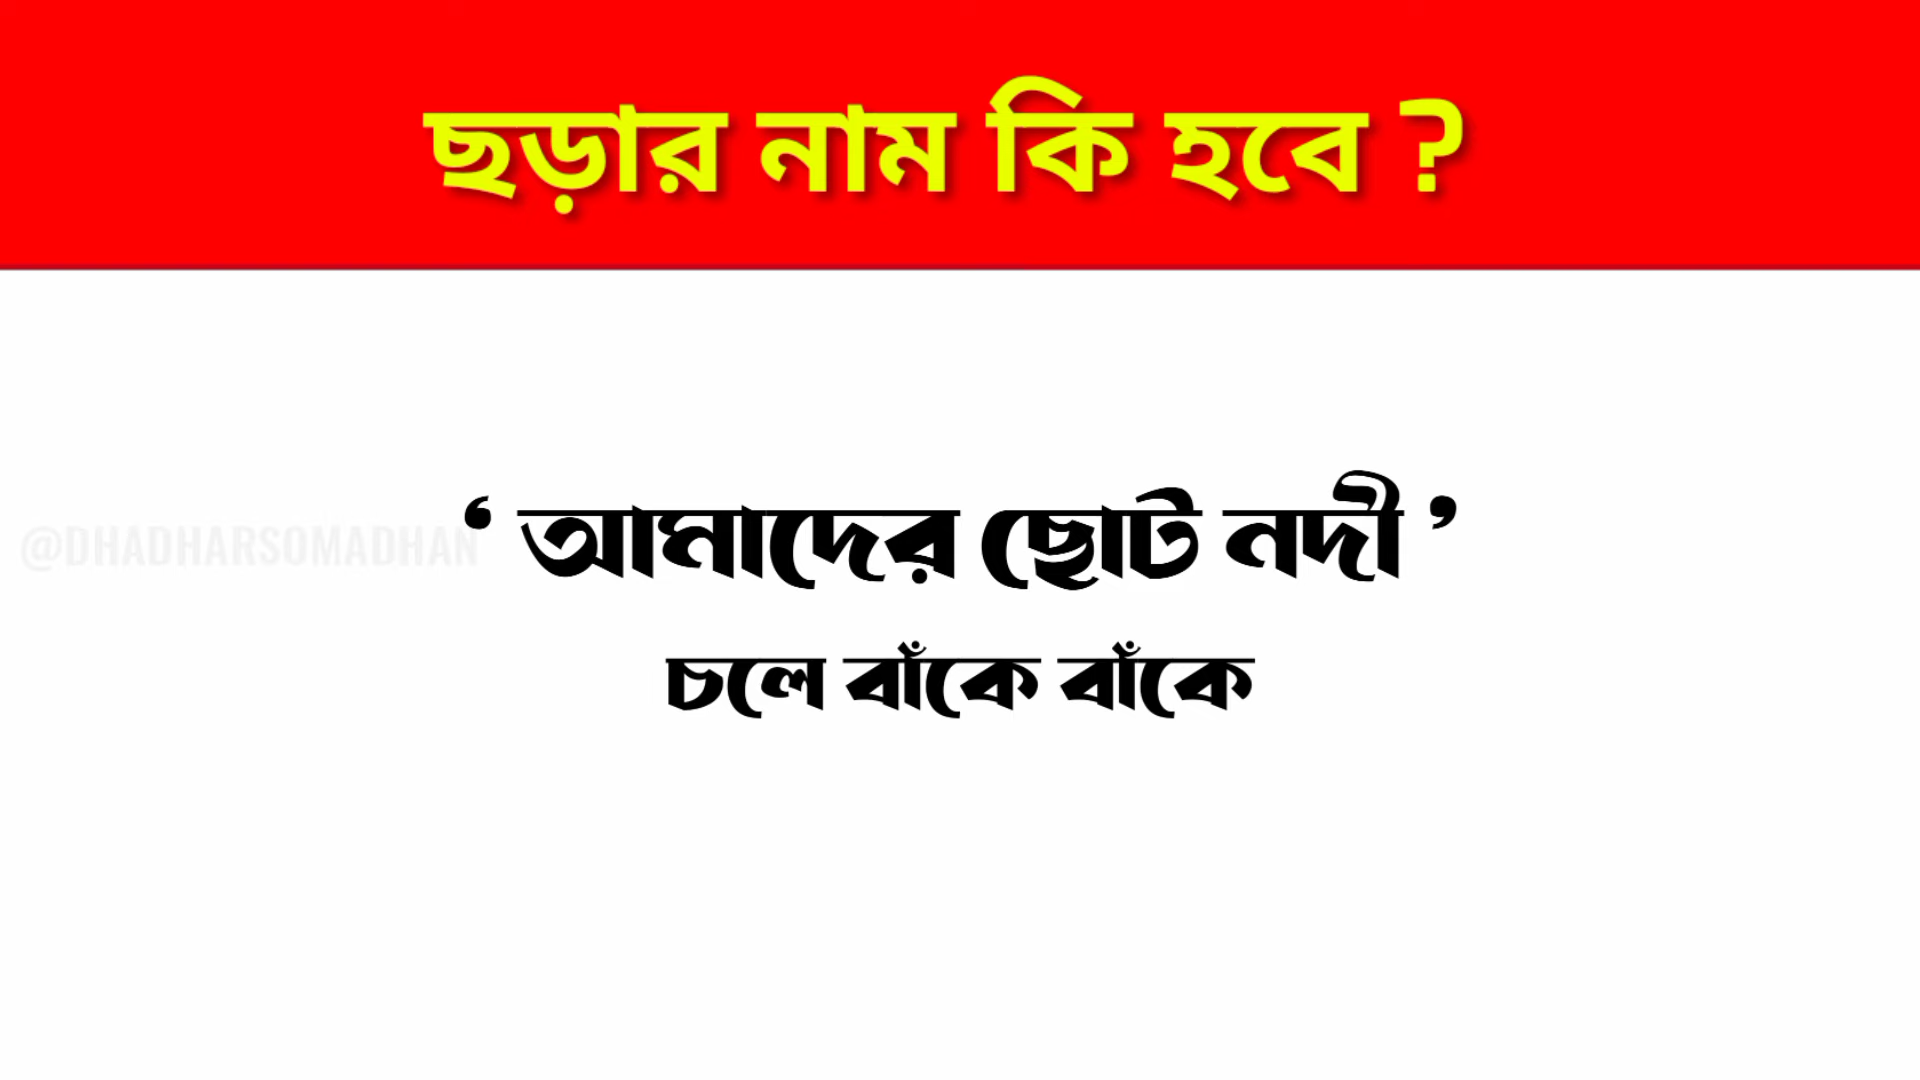 ছড়ার নাম কি হবে ?
‘ আমাদের ছোট নদী ’
@DHADHARSOMADHAN
চলে বাঁকে বাঁকে